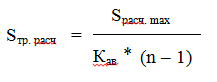 Sрасч. max
Sтр. расч = 
Кав. * (n – 1)